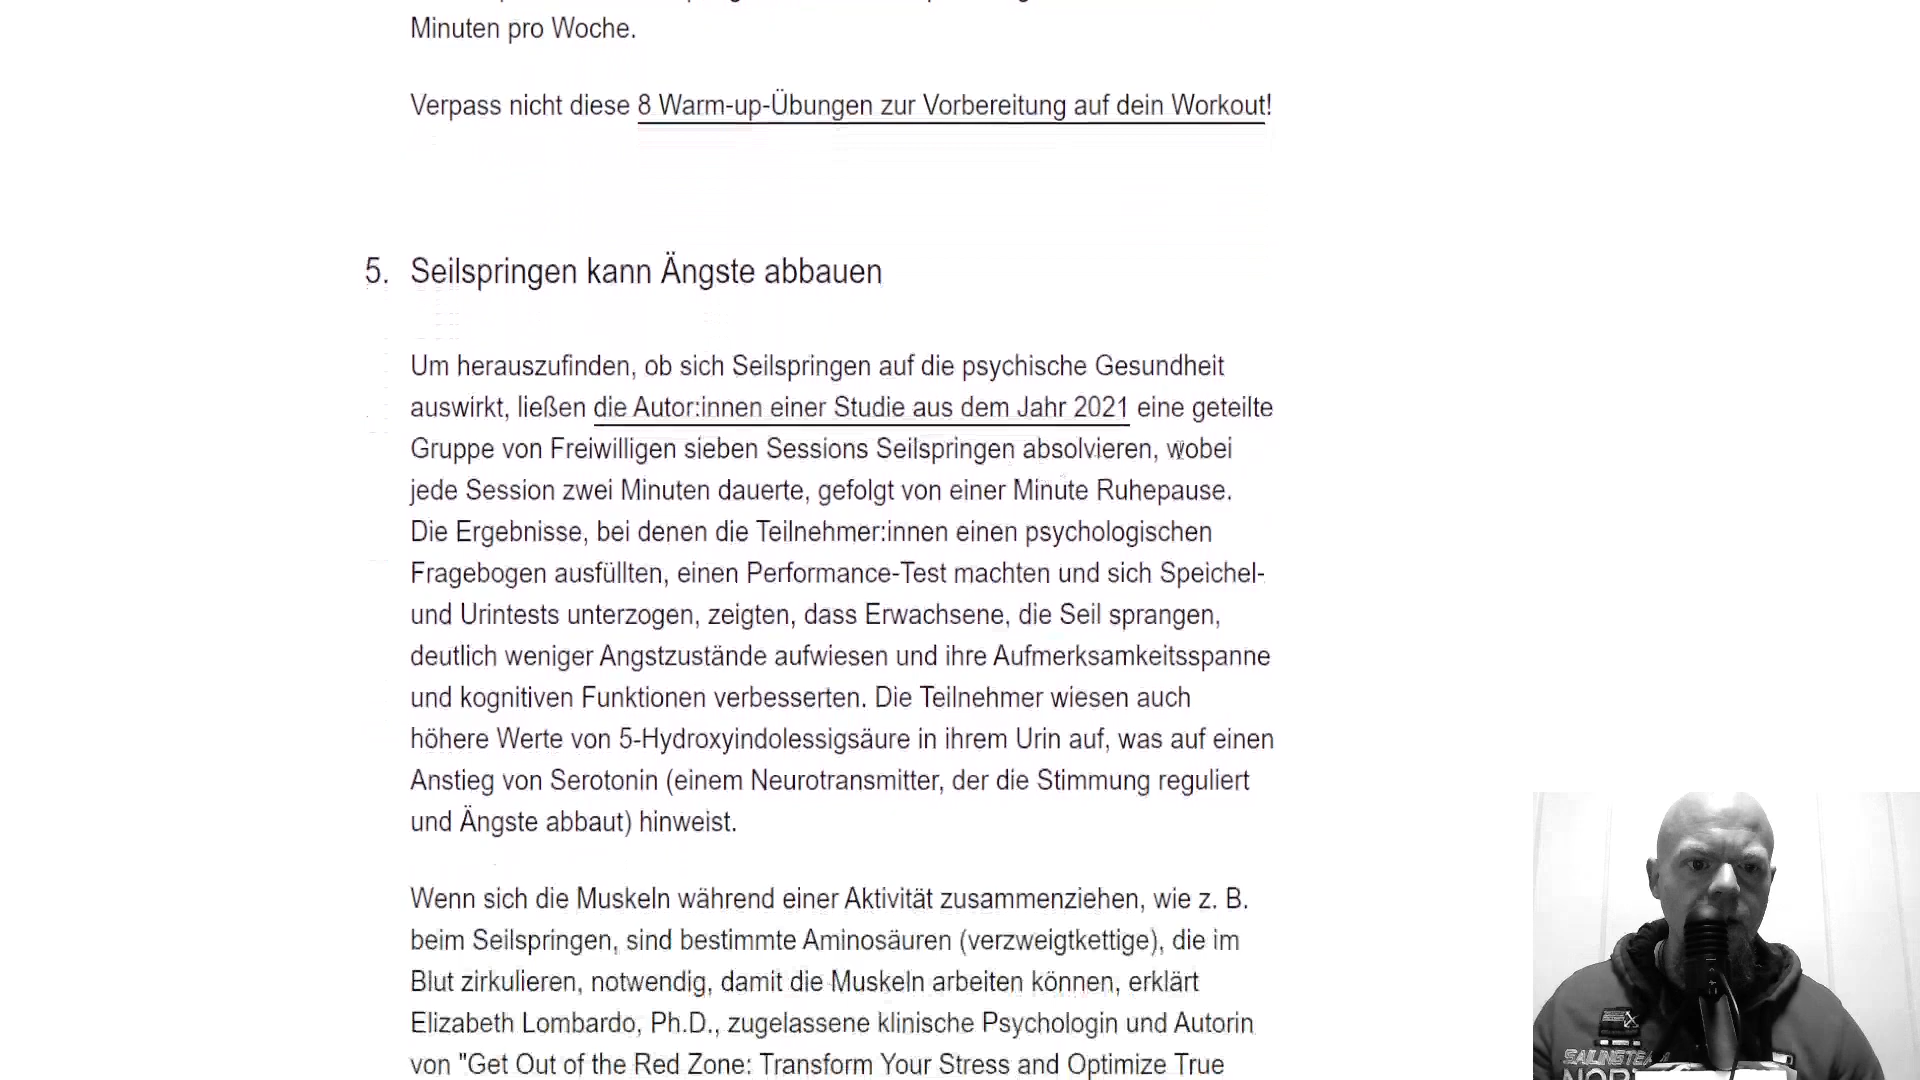 Minuten pro Woche.
Verpass nicht diese 8 Warm-up-Übungen zur Vorbereitung auf dein Workout!
5. Seilspringen kann Ängste abbauen
Um herauszufinden, ob sich Seilspringen auf die psychische Gesundheit
auswirkt, ließen die Autor:innen einer Studie aus dem Jahr 2021 eine geteilte
Gruppe von Freiwilligen sieben Sessions Seilspringen absolvieren, wobei
jede Session zwei Minuten dauerte, gefolgt von einer Minute Ruhepause.
Die Ergebnisse, bei denen die Teilnehmer:innen einen psychologischen
Fragebogen ausfüllten, einen Performance-Test machten und sich Speichel-
und Urintests unterzogen, zeigten, dass Erwachsene, die Seil sprangen,
deutlich weniger Angstzustände aufwiesen und ihre Aufmerksamkeitsspanne
und kognitiven Funktionen verbesserten. Die Teilnehmer wiesen auch
höhere Werte von 5-Hydroxyindolessigsäure in ihrem Urin auf, was auf einen
Anstieg von Serotonin (einem Neurotransmitter, der die Stimmung reguliert
und Ängste abbaut) hinweist.
Wenn sich die Muskeln während einer Aktivität zusammenziehen, wie z. B.
beim Seilspringen, sind bestimmte Aminosäuren (verzweigtkettige), die im
Blut zirkulieren, notwendig, damit die Muskeln arbeiten können, erklärt
Elizabeth Lombardo, Ph.D., zugelassene klinische Psychologin und Autorin
von "Get Out of the Red Zone: Transform Your Stress and Optimize True